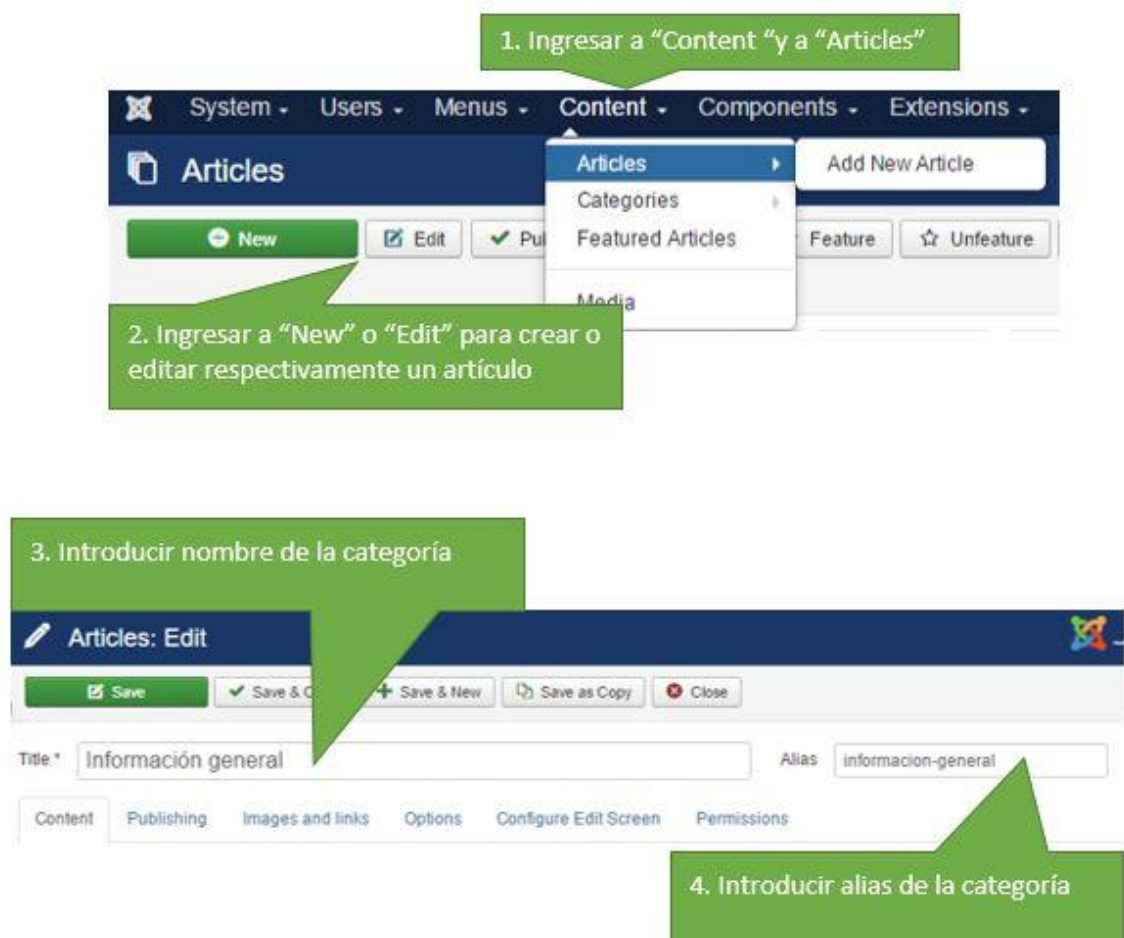 1. Ingresar a “Content “y a “Articles”
System Users Menus Content Components Extensions
Articles
Articles Add New Article
Categories
Featured Articles
Media
New Edit Feature Unfeature
2. Ingresar a “New” o “Edit” para crear o
editar respectivamente un artículo
3. Introducir nombre de la categoría
Articles: Edit
Save Save & Save & New Save as Copy Close
Title * Información general Alias informacion-general
Content Publishing Images and links Options Configure Edit Screen Permissions
4. Introducir alias de la categoría